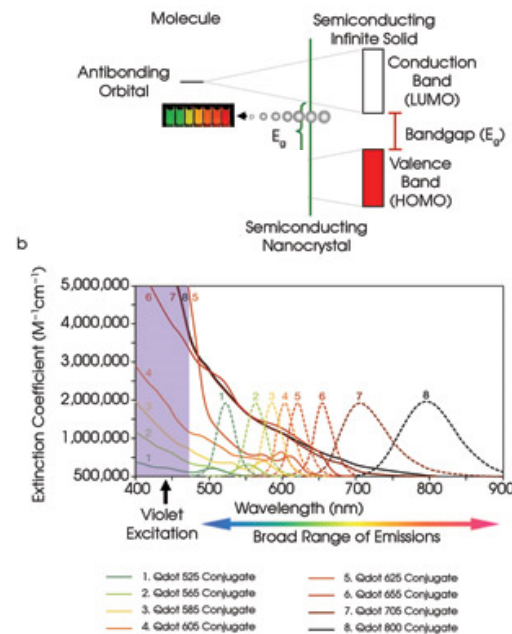 Molecule
Semiconducting
Infinite Solid
Antibonding
Orbital
Conduction
Band
(LUMO)
Eg
Bandgap (Eg)
Valence
Band
(HOMO)
Semiconducting
Nanocrystal
b
Extinction Coefficient (M⁻¹cm⁻¹)
5,000,000
4,000,000
3,000,000
2,000,000
1,000,000
500,000
6 7 8 5
4
3
2
1
1 2 3 4 5 6 7 8
400 500 600 700 800 900
Wavelength (nm)
Violet
Excitation
Broad Range of Emissions
1. Qdot 525 Conjugate
2. Qdot 565 Conjugate
3. Qdot 585 Conjugate
4. Qdot 605 Conjugate
5. Qdot 625 Conjugate
6. Qdot 655 Conjugate
7. Qdot 705 Conjugate
8. Qdot 800 Conjugate